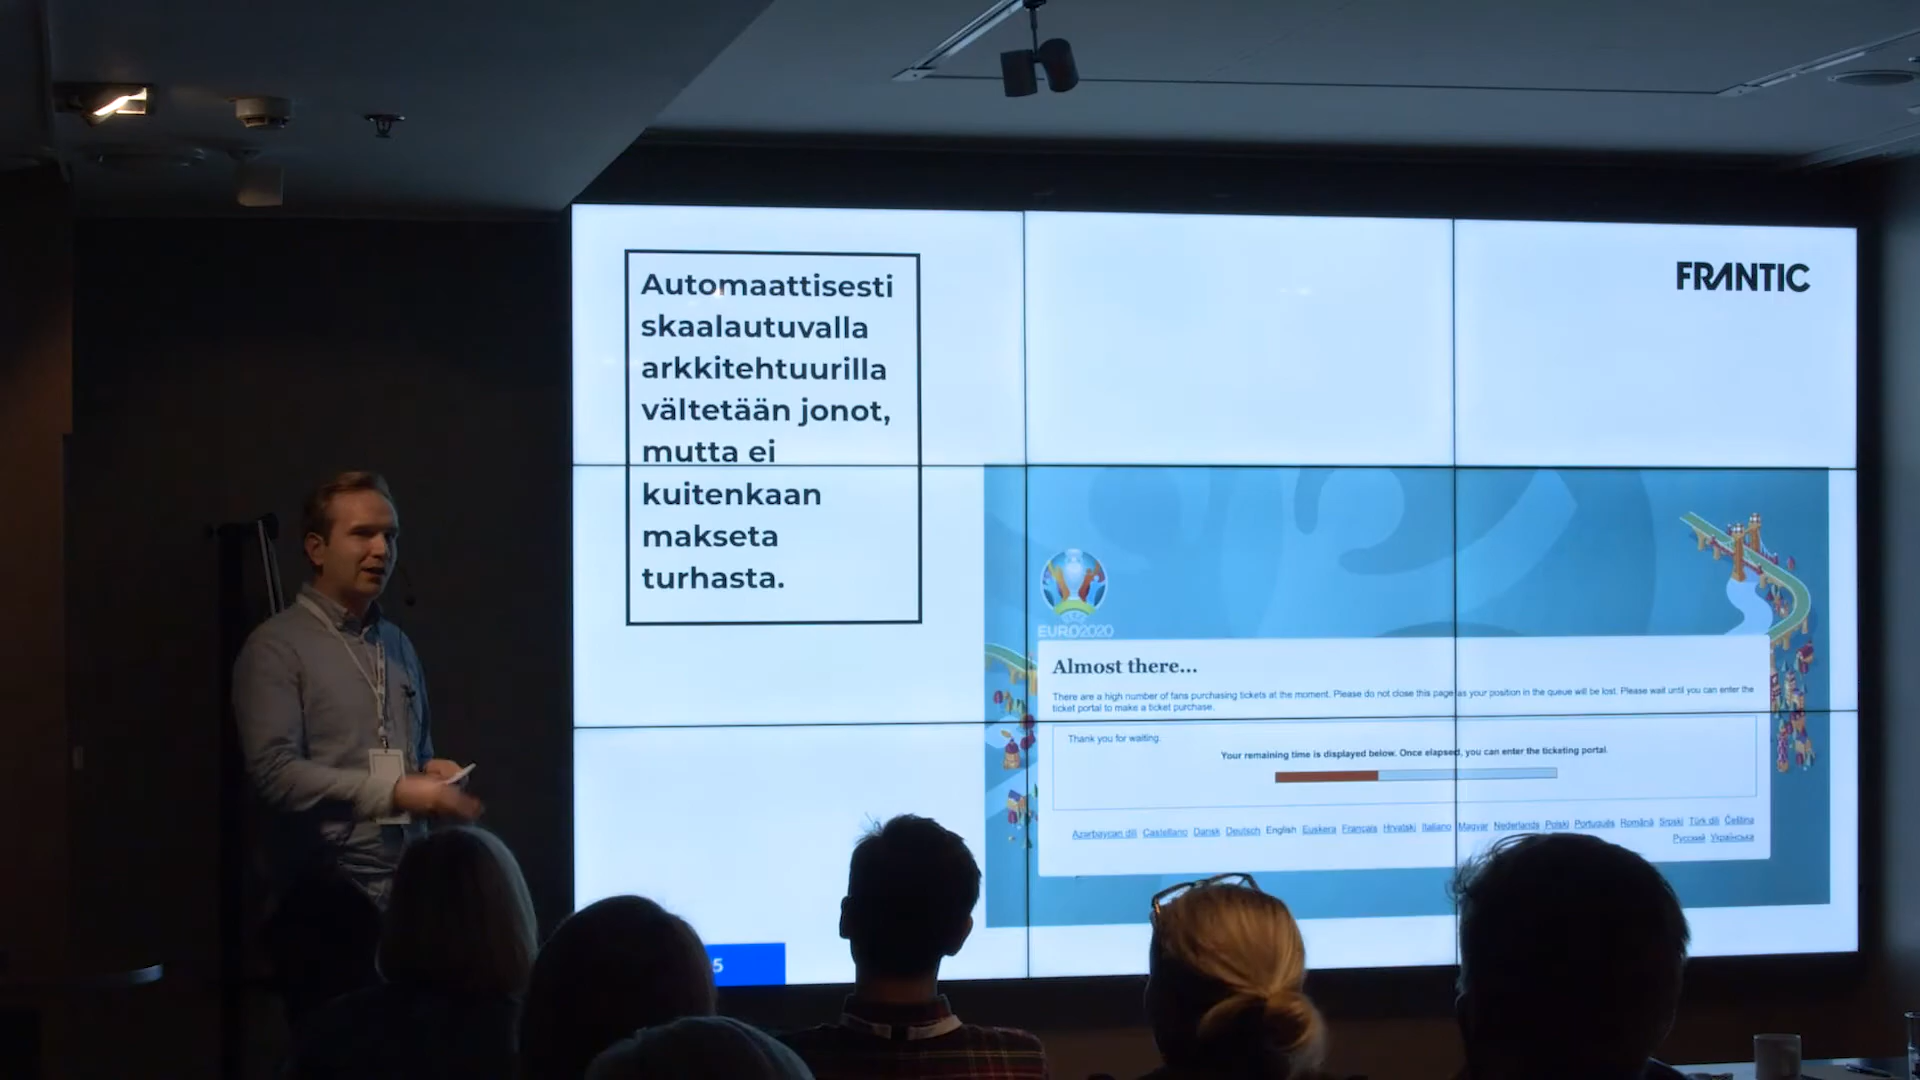 Automaattisesti
skaalautuvalla
arkkitehtuurilla
vältetään jonot,
mutta ei
kuitenkaan
makseta
turhasta.
FRANTIC
EURO2020
Almost there...
There are a high number of fans purchasing tickets at the moment. Please do not close this page as your position in the queue will be lost. Please wait until you can enter the
ticket portal to make a ticket purchase.
Thank you for waiting.
Your remaining time is displayed below. Once elapsed, you can enter the ticketing portal.
Azərbaycan dili Castellano Dansk Deutsch English Euskera Français Hrvatski Italiano Magyar Nederlands Polski Português Română Srpski Türk dili Čeština
Русский Українська
5